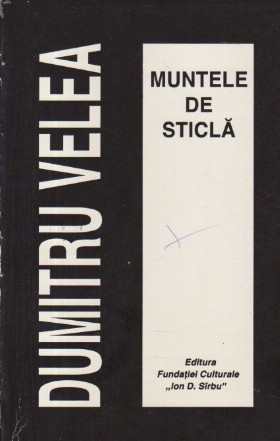 DUMITRU VELEA
MUNTELE
DE
STICLĂ
Editura
Fundației Culturale
„Ion D. Sîrbu"